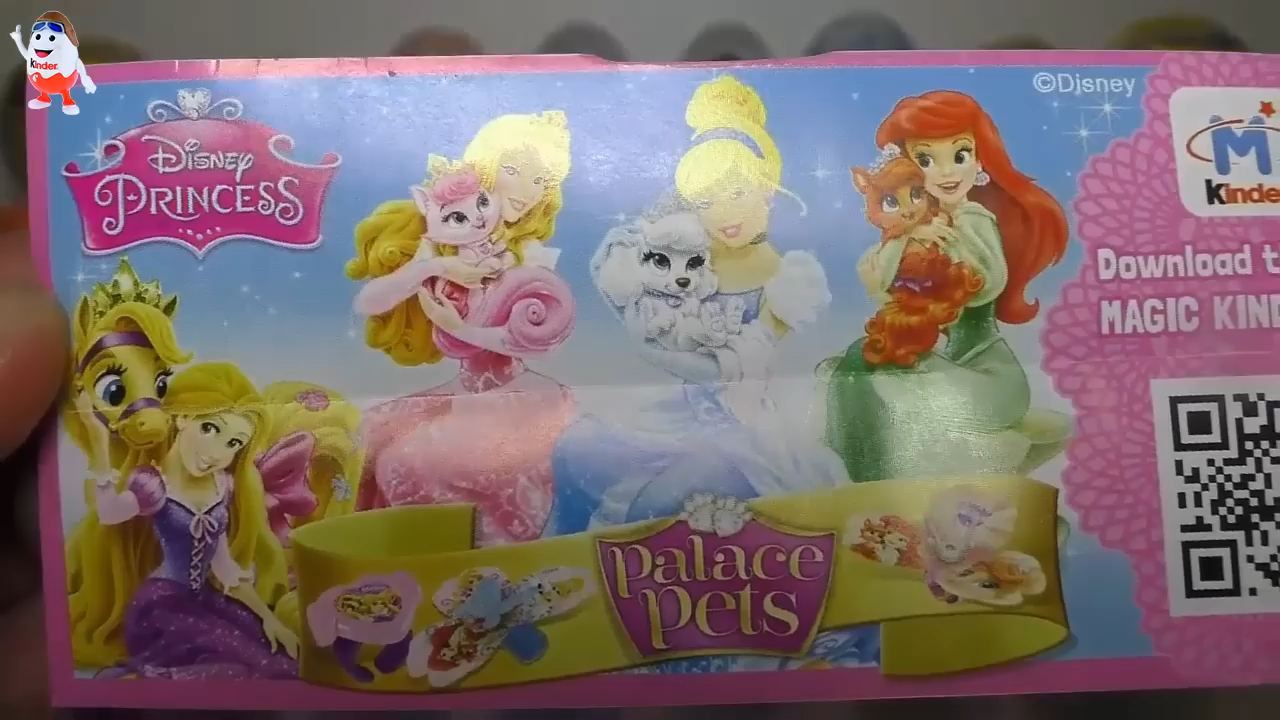 kinder
©Disney
Disney
Princess
Kinde
Download t
MAGIC KIND
palace
pets